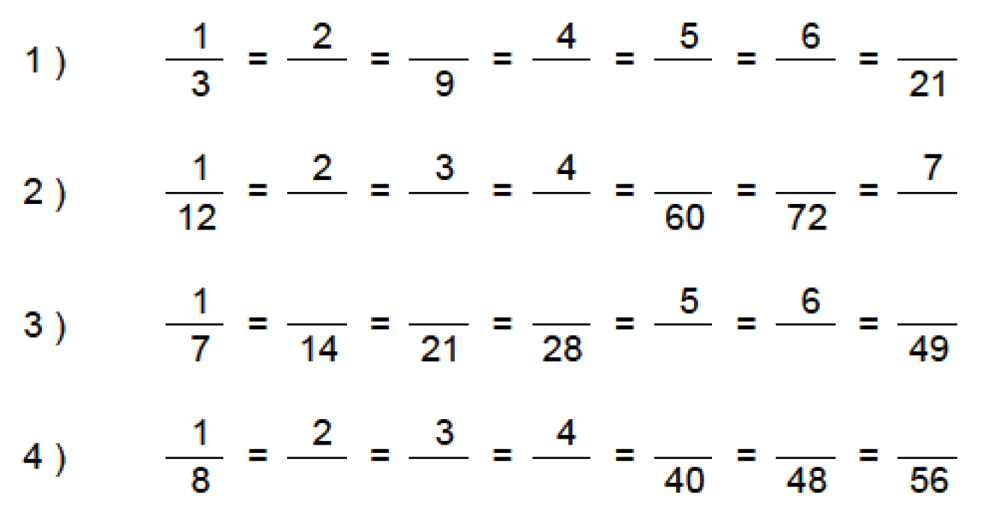 1 ) 1/3 = 2/ = /9 = 4/ = 5/ = 6/ = /21
2 ) 1/12 = 2/ = 3/ = 4/ = /60 = /72 = 7/
3 ) 1/7 = /14 = /21 = /28 = 5/ = 6/ = /49
4 ) 1/8 = 2/ = 3/ = 4/ = /40 = /48 = /56